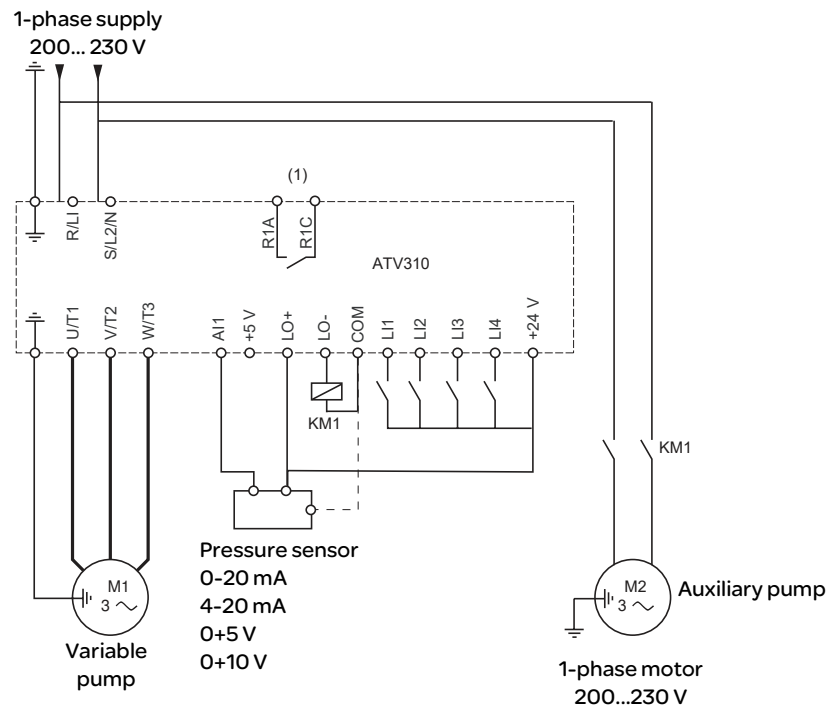 1-phase supply
200... 230 V
(1)
R/LI
S/L2/N
R1A
R1C
ATV310
U/T1
V/T2
W/T3
AI1
+5 V
LO+
LO-
COM
LI1
LI2
LI3
LI4
+24 V
KM1
KM1
Pressure sensor
0-20 mA
4-20 mA
0+5 V
0+10 V
M1
3
Variable
pump
M2
3
Auxiliary pump
1-phase motor
200...230 V